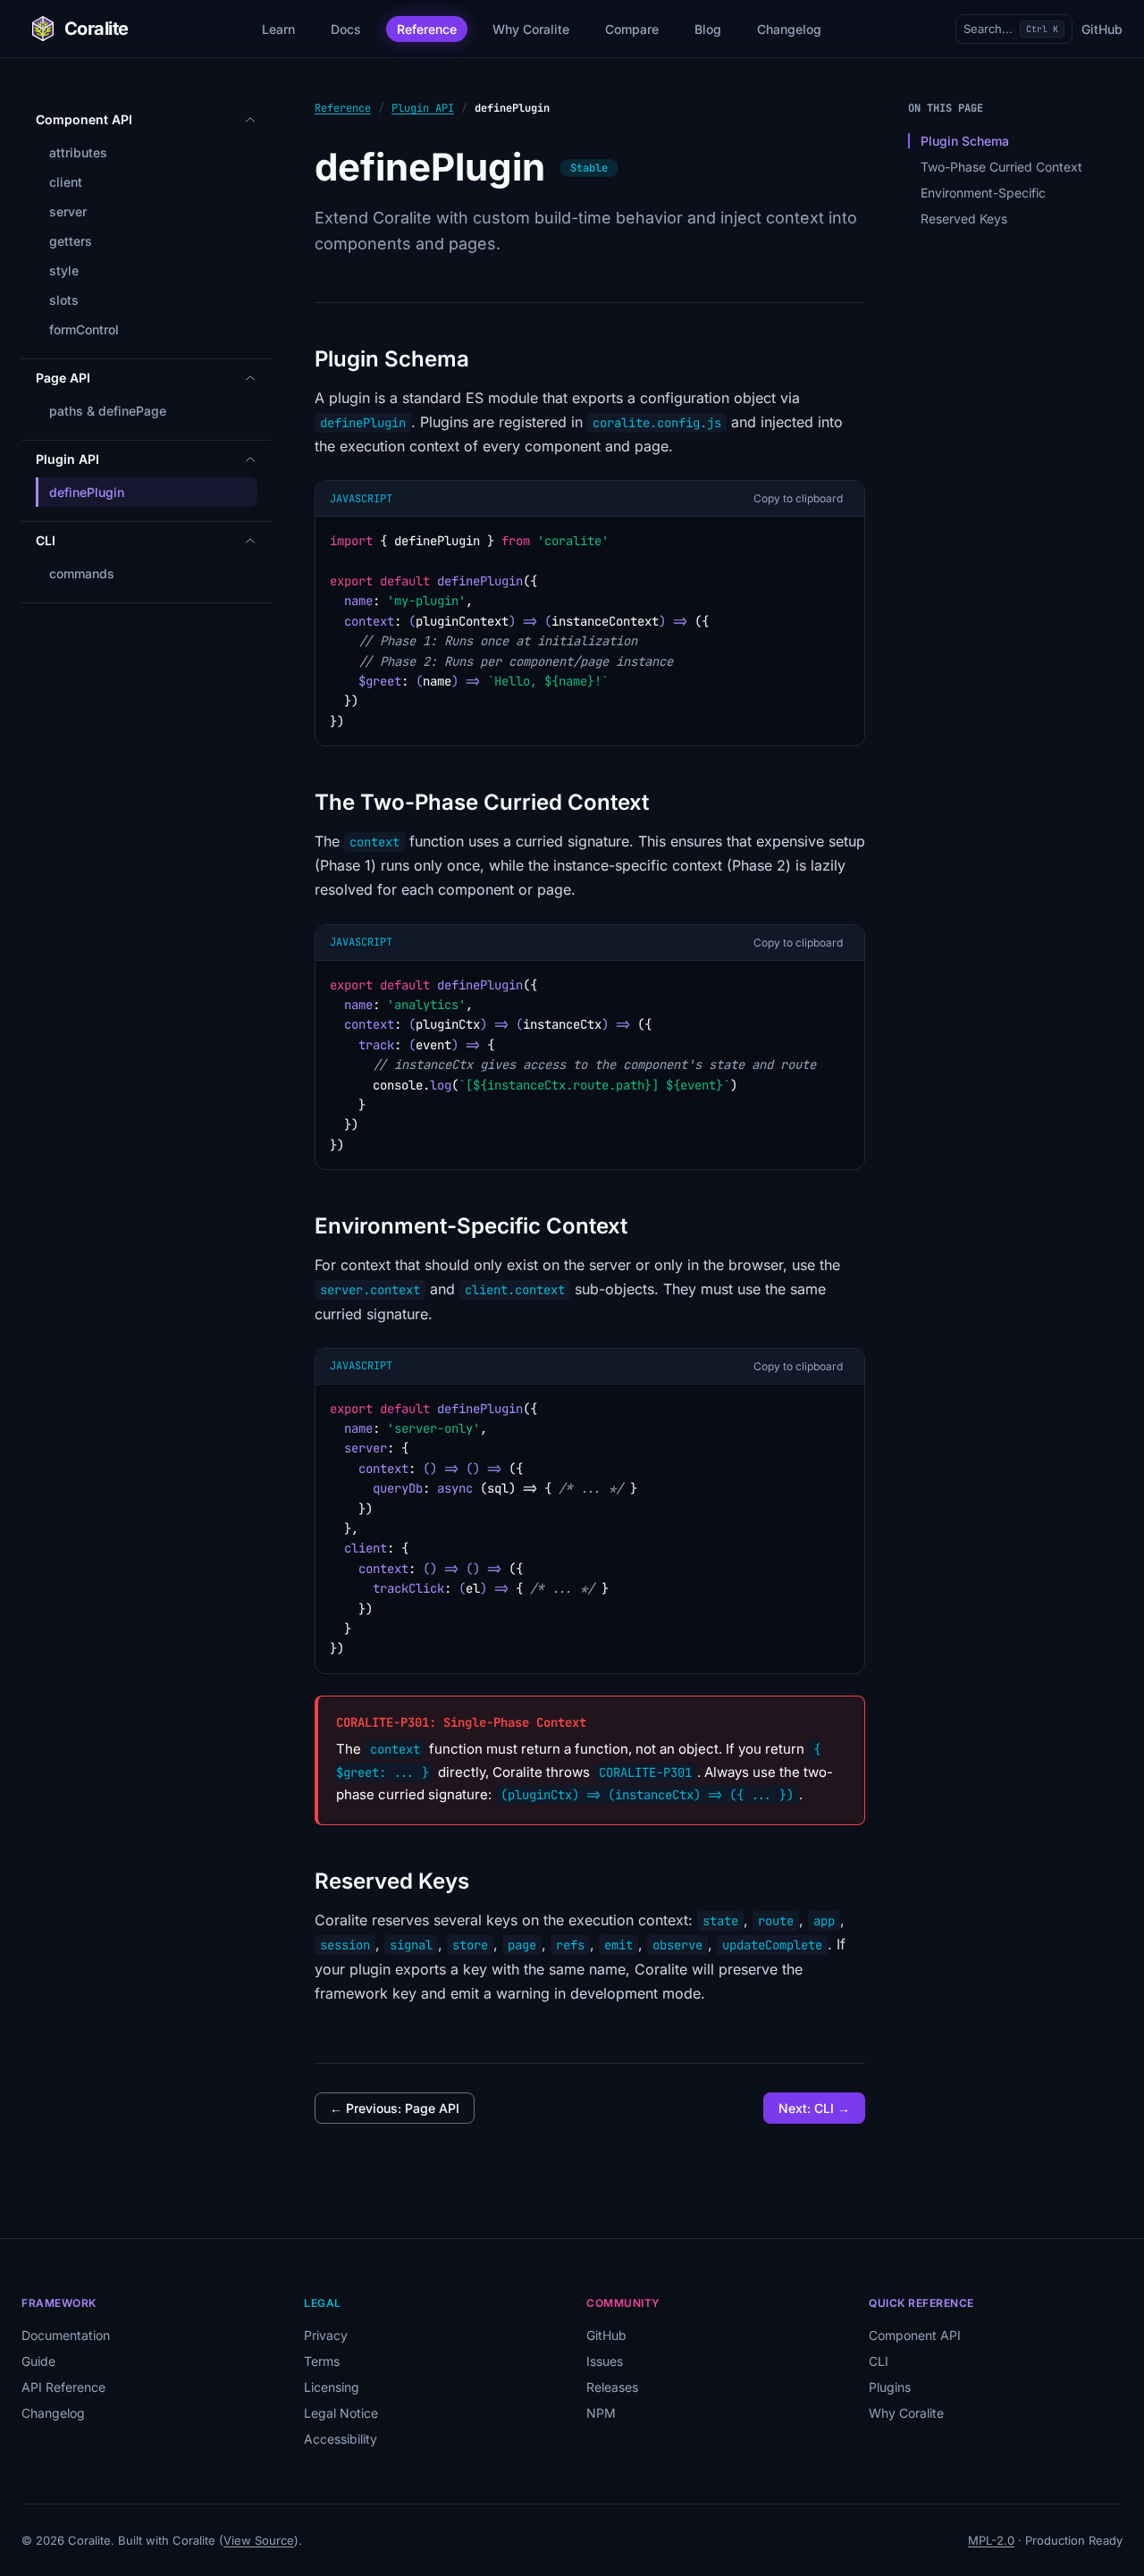 Coralite
Learn
Docs
Reference
Why Coralite
Compare
Blog
Changelog
Search...
Ctrl K
GitHub
Component API
attributes
client
server
getters
style
slots
formControl
Page API
paths & definePage
Plugin API
definePlugin
CLI
commands
Reference / Plugin API / definePlugin
definePlugin
Stable
Extend Coralite with custom build-time behavior and inject context into
components and pages.
Plugin Schema
A plugin is a standard ES module that exports a configuration object via
definePlugin. Plugins are registered in coralite.config.js and injected into
the execution context of every component and page.
JAVASCRIPT
Copy to clipboard
import { definePlugin } from 'coralite'
export default definePlugin({
name: 'my-plugin',
context: (pluginContext) => (instanceContext) => ({
// Phase 1: Runs once at initialization
// Phase 2: Runs per component/page instance
$greet: (name) => `Hello, ${name}!`
})
})
The Two-Phase Curried Context
The context function uses a curried signature. This ensures that expensive setup
(Phase 1) runs only once, while the instance-specific context (Phase 2) is lazily
resolved for each component or page.
JAVASCRIPT
Copy to clipboard
export default definePlugin({
name: 'analytics',
context: (pluginCtx) => (instanceCtx) => ({
track: (event) => {
// instanceCtx gives access to the component's state and route
console.log(`[${instanceCtx.route.path}] ${event}`)
}
})
})
Environment-Specific Context
For context that should only exist on the server or only in the browser, use the
server.context and client.context sub-objects. They must use the same
curried signature.
JAVASCRIPT
Copy to clipboard
export default definePlugin({
name: 'server-only',
server: {
context: () => () => ({
queryDb: async (sql) => { /* ... */ }
})
},
client: {
context: () => () => ({
trackClick: (el) => { /* ... */ }
})
}
})
CORALITE-P301: Single-Phase Context
The context function must return a function, not an object. If you return {
$greet: ... } directly, Coralite throws CORALITE-P301 . Always use the two-
phase curried signature: (pluginCtx) => (instanceCtx) => ({ ... }) .
Reserved Keys
Coralite reserves several keys on the execution context: state , route , app ,
session , signal , store , page , refs , emit , observe , updateComplete . If
your plugin exports a key with the same name, Coralite will preserve the
framework key and emit a warning in development mode.
← Previous: Page API
Next: CLI →
ON THIS PAGE
Plugin Schema
Two-Phase Curried Context
Environment-Specific
Reserved Keys
FRAMEWORK
Documentation
Guide
API Reference
Changelog
LEGAL
Privacy
Terms
Licensing
Legal Notice
Accessibility
COMMUNITY
GitHub
Issues
Releases
NPM
QUICK REFERENCE
Component API
CLI
Plugins
Why Coralite
© 2026 Coralite. Built with Coralite (View Source).
MPL-2.0 · Production Ready